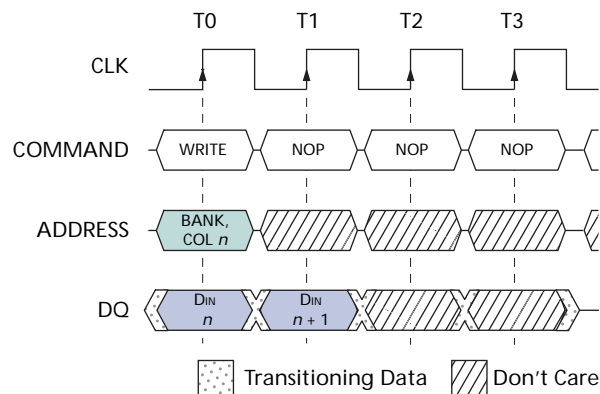 T0 T1 T2 T3
CLK
COMMAND WRITE NOP NOP NOP
ADDRESS BANK,
COL n
DQ DIN DIN
n n + 1
Transitioning Data Don't Care